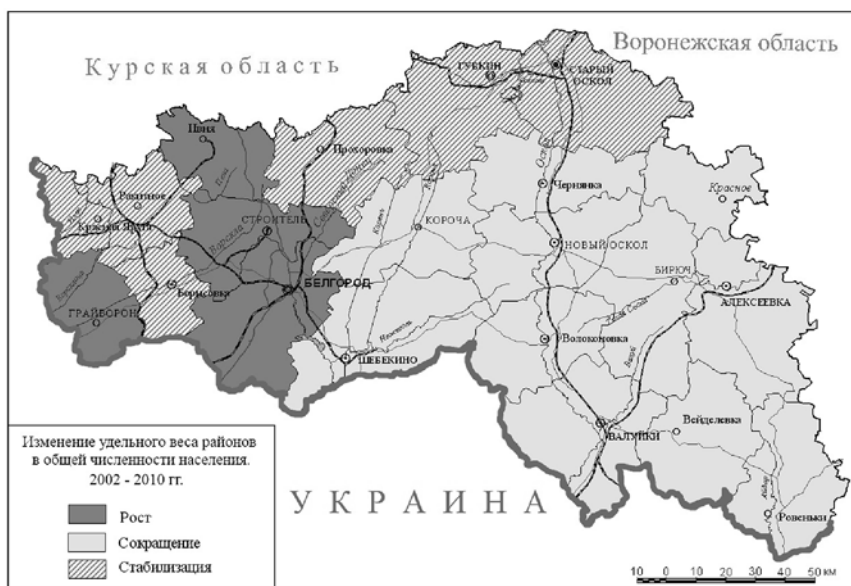 Курская область
Воронежская область
ГУБКИН
СТАРЫЙ
ОСКОЛ
Ивня
Прохоровка
Ракитное
Красная Яруга
СТРОИТЕЛЬ
КОРОЧА
Чернянка
Красное
НОВЫЙ ОСКОЛ
БИРЮЧ
АЛЕКСЕЕВКА
БЕЛГОРОД
Борисовка
ГРАЙВОРОН
ШЕБЕКИНО
Волоконовка
ВАЛУЙКИ
Вейделевка
Ровеньки
Ворскла
Оскол
УКРАИНА
Изменение удельного веса районов
в общей численности населения.
2002 - 2010 гг.
Рост
Сокращение
Стабилизация
10 0 10 20 30 40 50 км